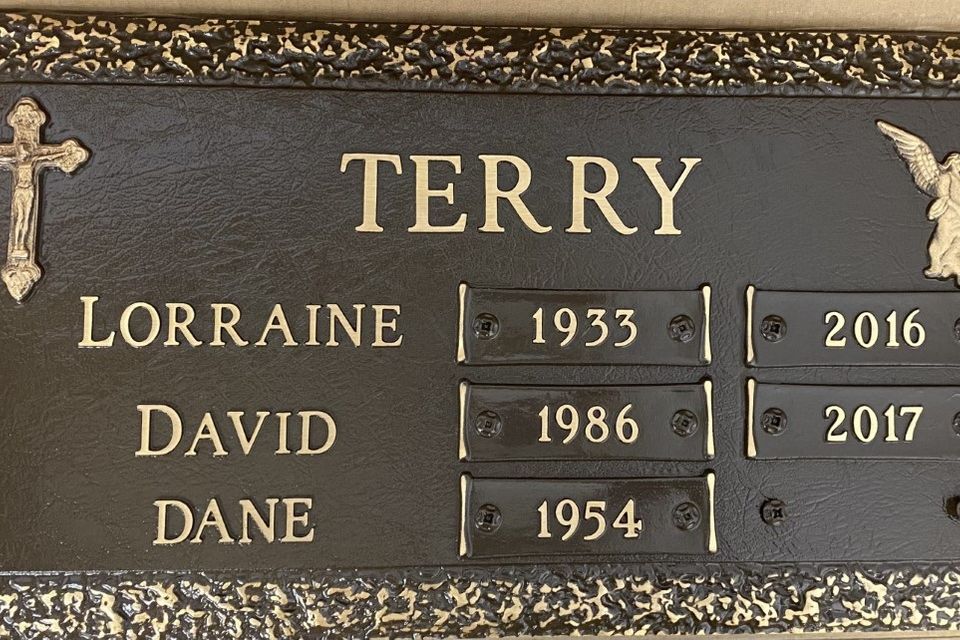 TERRY
LORRAINE 1933 2016
DAVID 1986 2017
DANE 1954